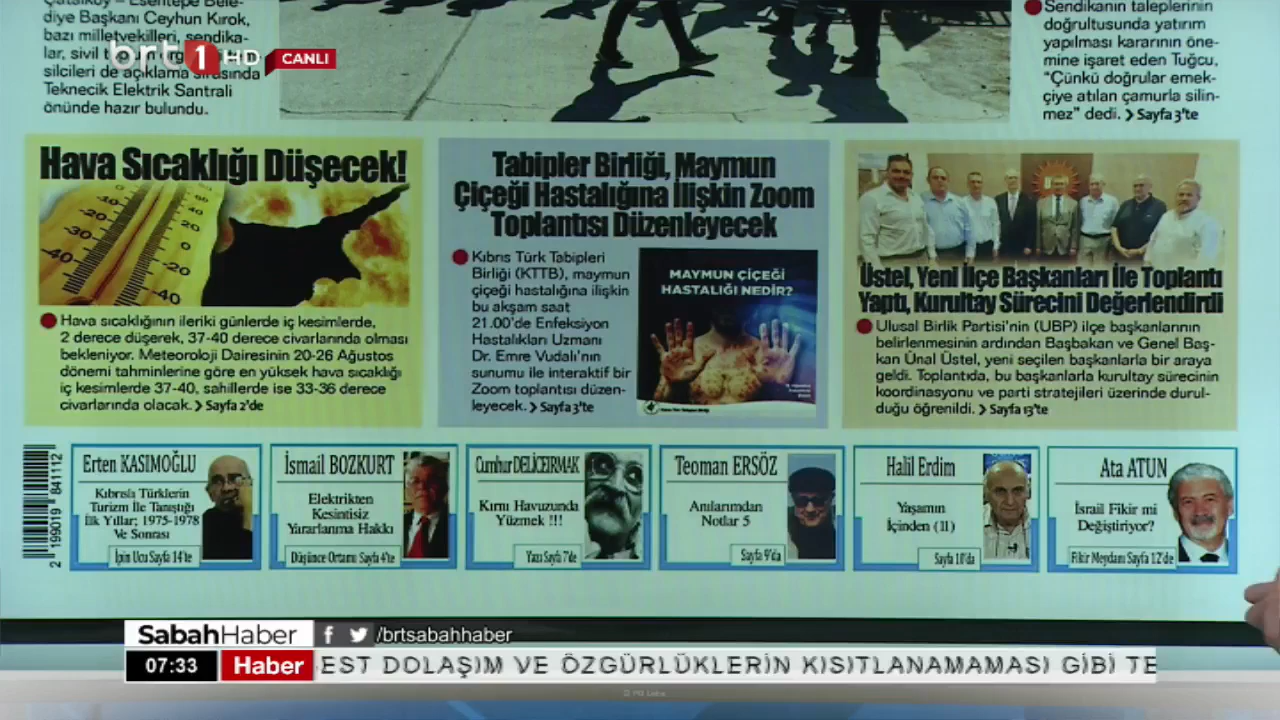 Çatalköy – Esentepe Bele-
diye Başkanı Ceyhun Kırok,
bazı milletvekilleri, sendika-
lar, sivil
silcileri de açıklama sırasında
Teknecik Elektrik Santrali
önünde hazır bulundu.
brt 1 HD
CANLI
Sendikanın taleplerinin
doğrultusunda yatırım
yapılması kararının öne-
mine işaret eden Tuğcu,
“Çünkü doğrular emek-
çiye atılan çamurla silin-
mez” dedi. Sayfa 3'te
Hava Sıcaklığı Düşecek!
Hava sıcaklığının ileriki günlerde iç kesimlerde,
2 derece düşerek, 37-40 derece civarlarında olması
bekleniyor. Meteoroloji Dairesinin 20-26 Ağustos
dönemi tahminlerine göre en yüksek hava sıcaklığı
iç kesimlerde 37-40, sahillerde ise 33-36 derece
civarlarında olacak. Sayfa 2'de
Tabipler Birliği, Maymun
Çiçeği Hastalığına İlişkin Zoom
Toplantısı Düzenleyecek
Kıbrıs Türk Tabipleri
Birliği (KTTB), maymun
çiçeği hastalığına ilişkin
bu akşam saat
21.00’de Enfeksiyon
Hastalıkları Uzmanı
Dr. Emre Vudalı’nın
sunumu ile interaktif bir
Zoom toplantısı düzen-
leyecek. Sayfa 3'te
MAYMUN ÇİÇEĞİ
HASTALIĞI NEDİR?
Üstel, Yeni İlçe Başkanları İle Toplantı
Yaptı, Kurultay Sürecini Değerlendirdi
Ulusal Birlik Partisi’nin (UBP) ilçe başkanlarının
belirlenmesinin ardından Başbakan ve Genel Baş-
kan Ünal Üstel, yeni seçilen başkanlarla bir araya
geldi. Toplantıda, bu başkanlarla kurultay sürecinin
koordinasyonu ve parti stratejileri üzerinde durul-
duğu öğrenildi. Sayfa 13'te
2 199019 841112
Erten KASIMOĞLU
Kıbrıslı Türklerin
Turizm İle Tanıştığı
İlk Yıllar; 1975-1978
Ve Sonrası
İpin Ucu Sayfa 14'te
İsmail BOZKURT
Elektrikten
Kesintisiz
Yararlanma Hakkı
Düşünce Ortamı Sayfa 4'te
Cumhur DELİCEIRMAK
Kırnı Havuzunda
Yüzmek !!!
Yazısı Sayfa 7'de
Teoman ERSÖZ
Anılarımdan
Notlar 5
Sayfa 9'da
Halil Erdim
Yaşamın
İçinden (11)
Sayfa 10'da
Ata ATUN
İsrail Fikir mi
Değiştiriyor?
Fikir Meydanı Sayfa 12'de
SabahHaber
/brtsabahhaber
07:33
Haber
EST DOLAŞIM VE ÖZGÜRLÜKLERİN KISITLANAMAMASI GİBİ TE